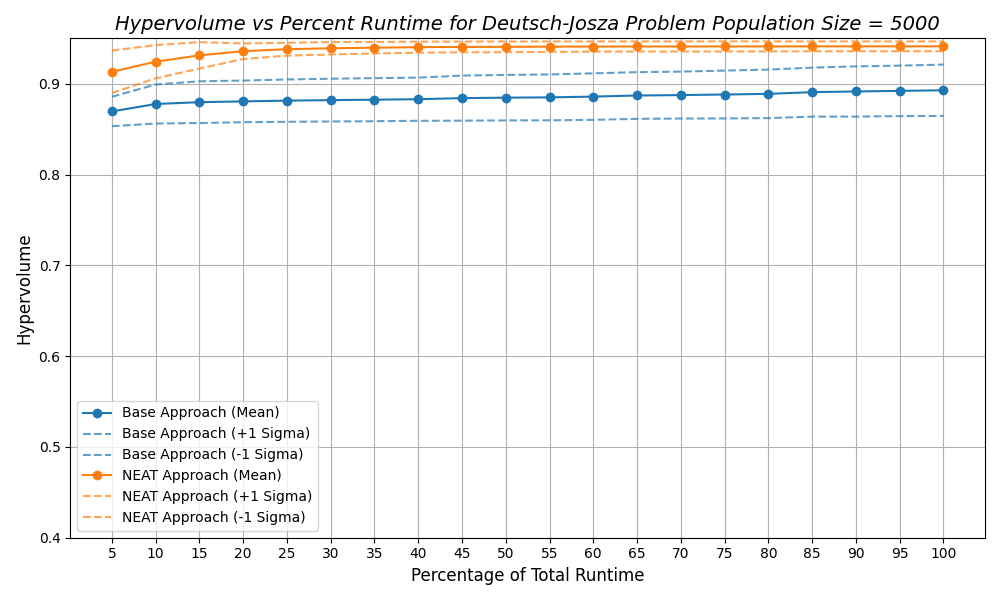 Hypervolume vs Percent Runtime for Deutsch-Josza Problem Population Size = 5000
Hypervolume
0.9
0.8
0.7
0.6
0.5
0.4
Base Approach (Mean)
Base Approach (+1 Sigma)
Base Approach (-1 Sigma)
NEAT Approach (Mean)
NEAT Approach (+1 Sigma)
NEAT Approach (-1 Sigma)
5 10 15 20 25 30 35 40 45 50 55 60 65 70 75 80 85 90 95 100
Percentage of Total Runtime